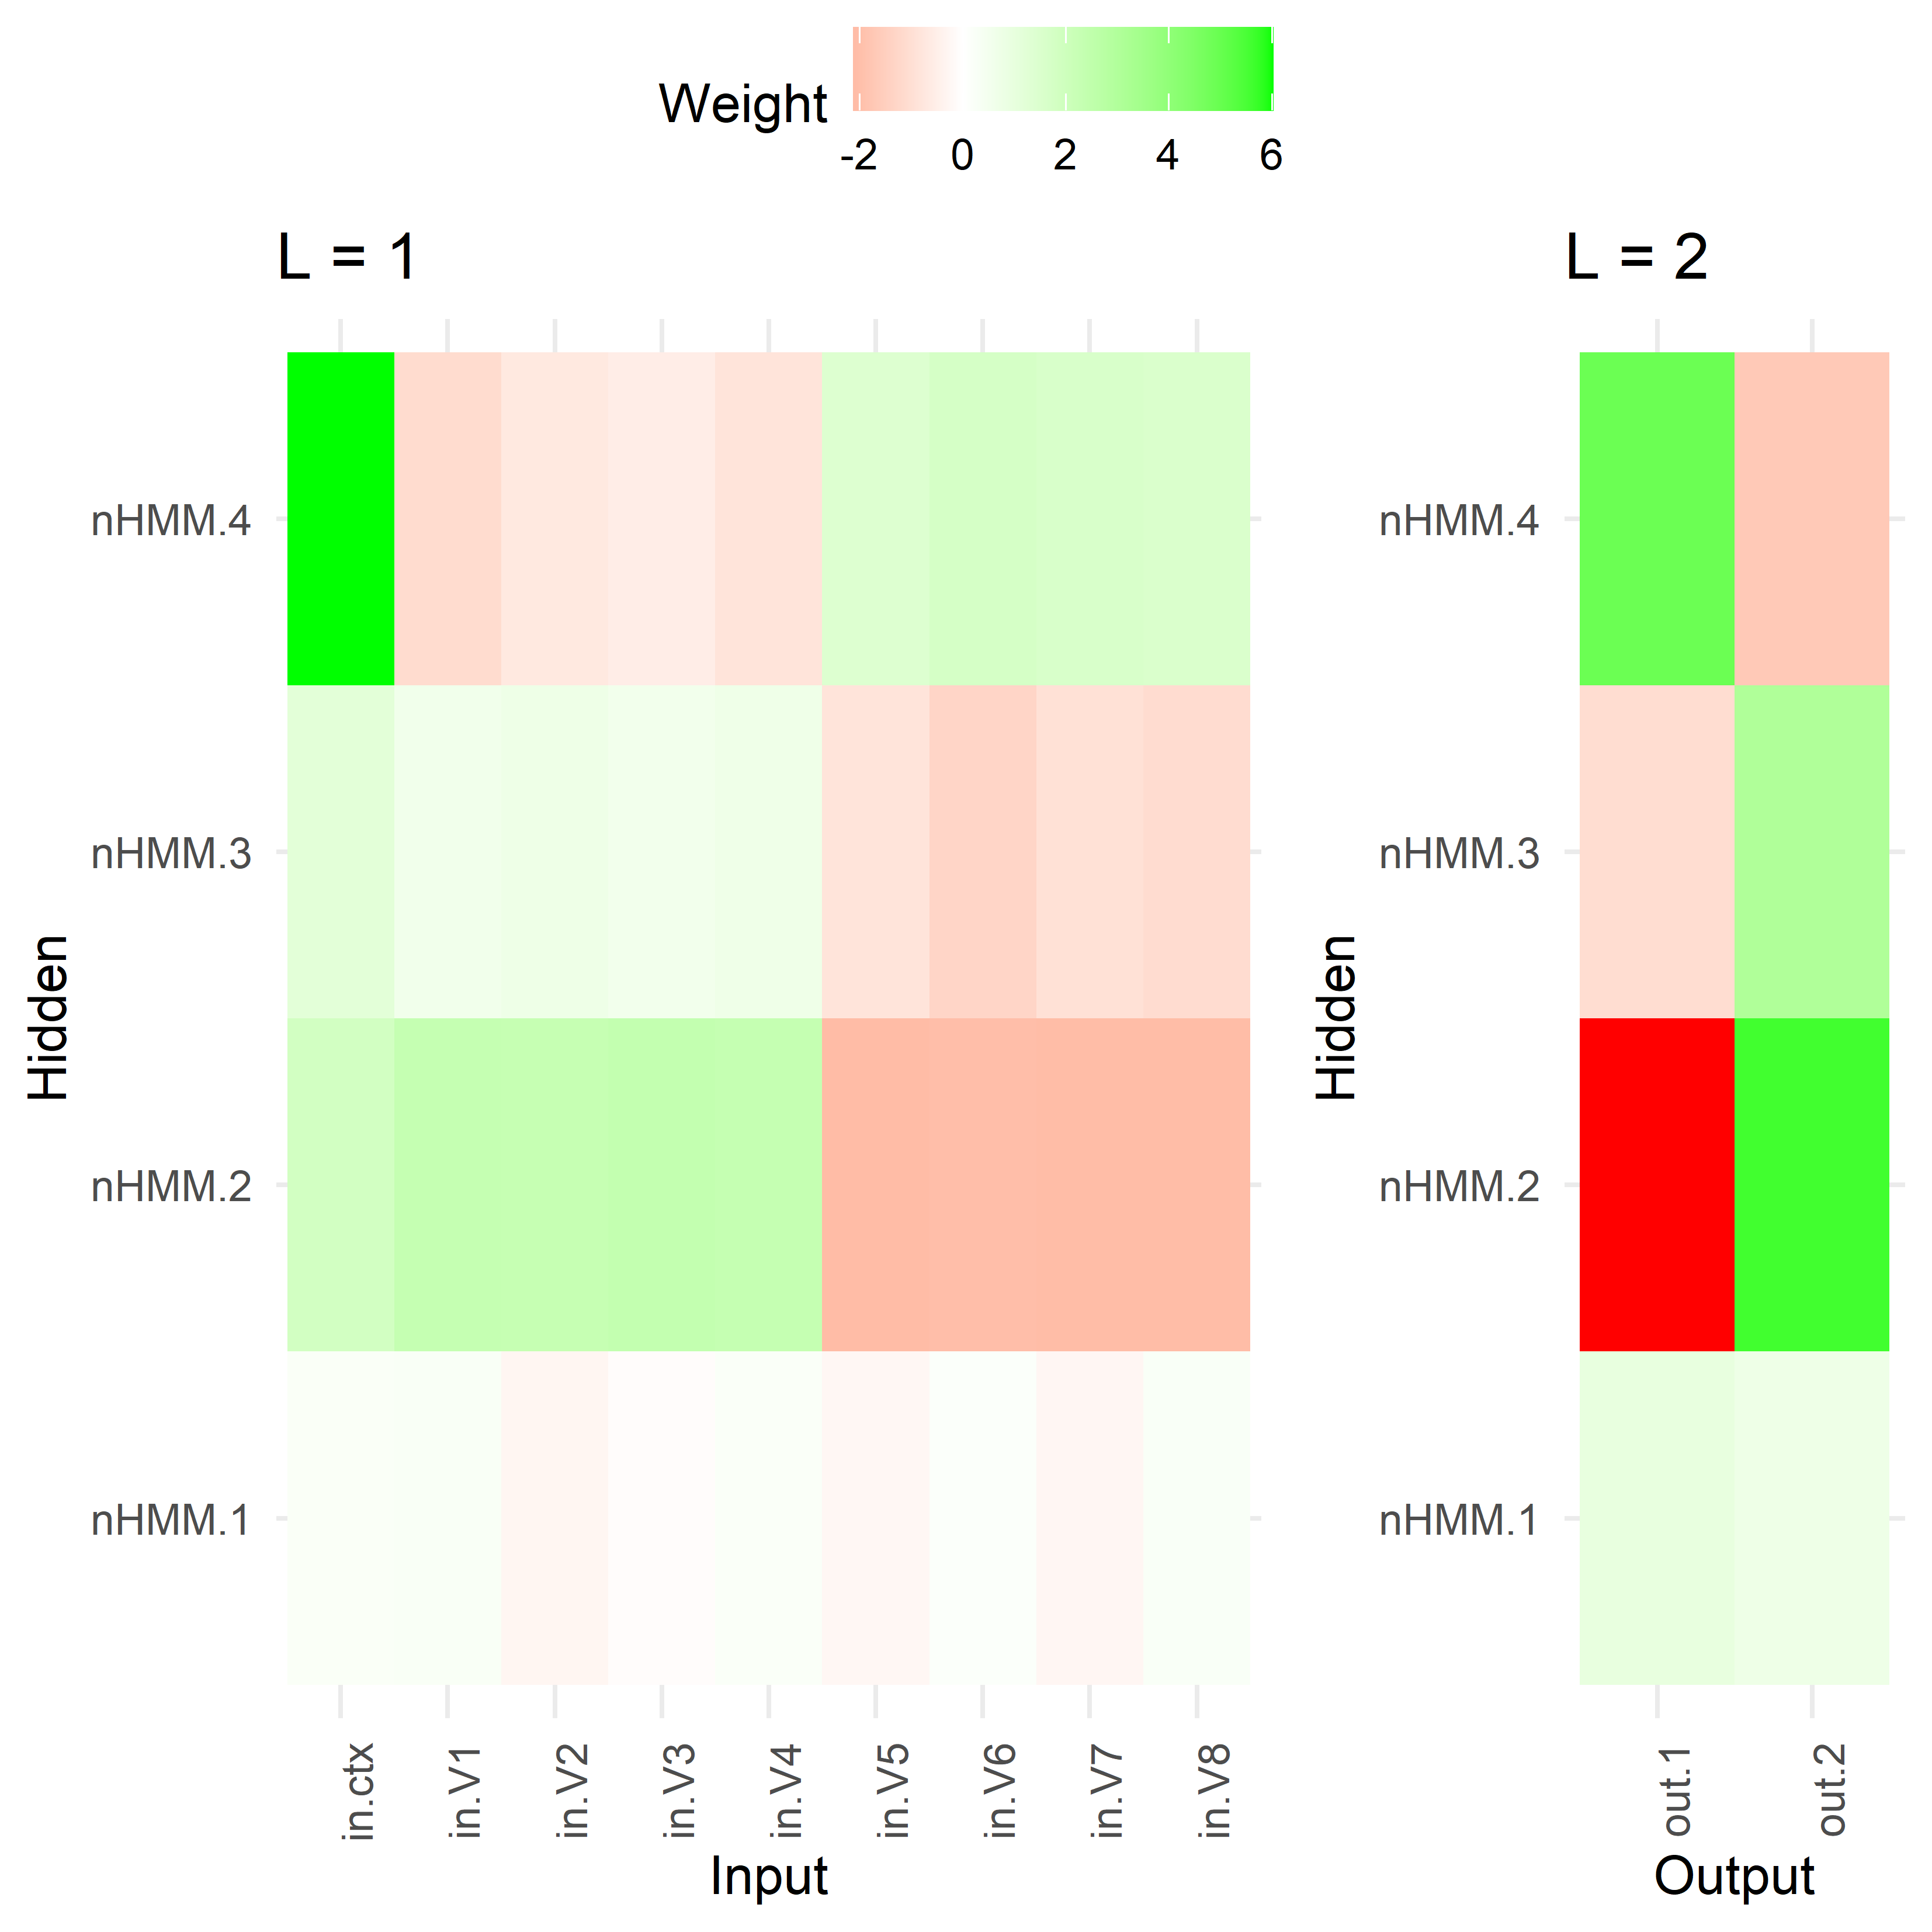 Weight
-2 0 2 4 6
L = 1
L = 2
nHMM.4
nHMM.3
nHMM.2
nHMM.1
Hidden
in.ctx in.V1 in.V2 in.V3 in.V4 in.V5 in.V6 in.V7 in.V8
Input
nHMM.4
nHMM.3
nHMM.2
nHMM.1
Hidden
out.1 out.2
Output